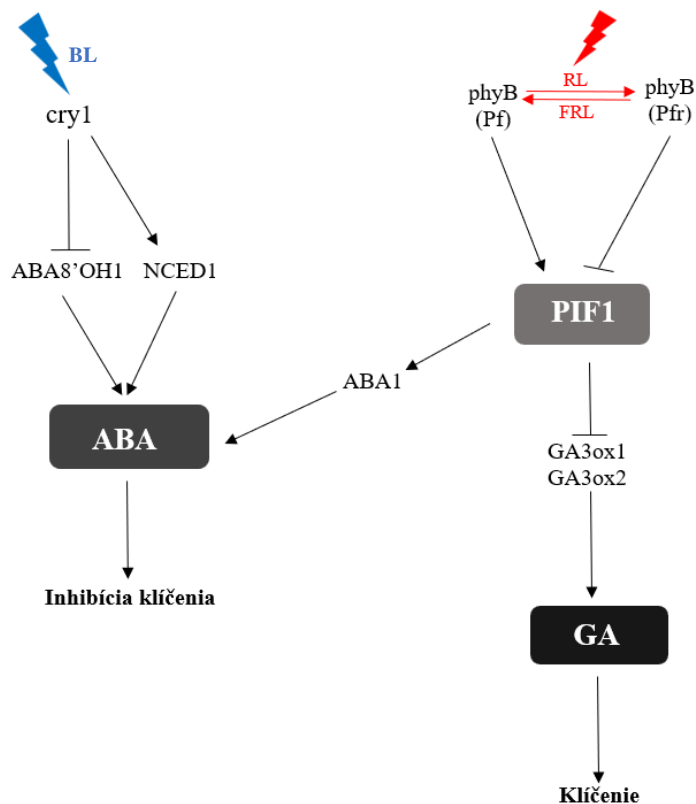 BL
cry1
ABA8’OH1
NCED1
ABA
Inhibícia klíčenia
ABA1
RL
FRL
phyB
(Pf)
phyB
(Pfr)
PIF1
GA3ox1
GA3ox2
GA
Klíčenie